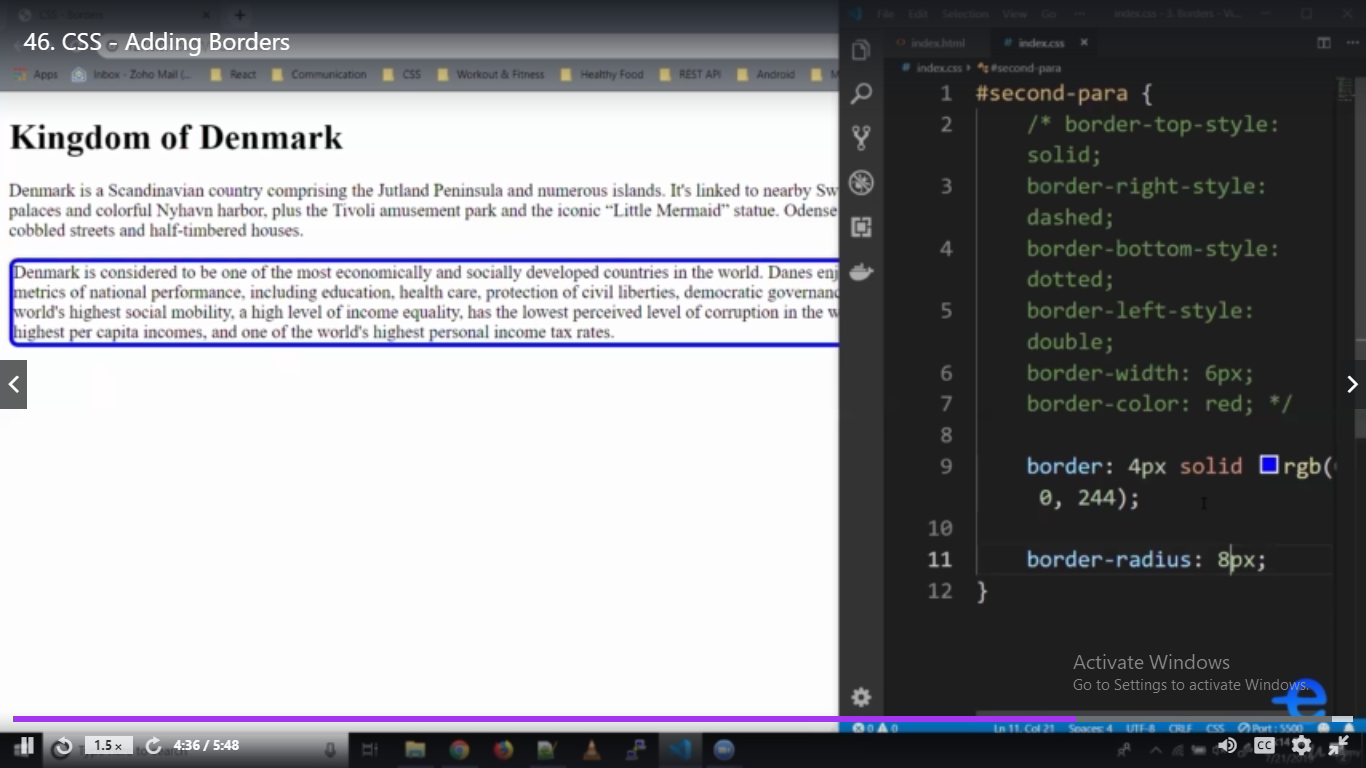 46. CSS - Adding Borders
File Edit Selection View Go
index.html
index.css
Apps Inbox - Zoho Mail (... React Communication CSS Workout & Fitness Healthy Food REST API Android
index.css #second-para
Kingdom of Denmark
Denmark is a Scandinavian country comprising the Jutland Peninsula and numerous islands. It's linked to nearby Sw
palaces and colorful Nyhavn harbor, plus the Tivoli amusement park and the iconic “Little Mermaid” statue. Odense
cobbled streets and half-timbered houses.
Denmark is considered to be one of the most economically and socially developed countries in the world. Danes enj
metrics of national performance, including education, health care, protection of civil liberties, democratic governanc
world's highest social mobility, a high level of income equality, has the lowest perceived level of corruption in the w
highest per capita incomes, and one of the world's highest personal income tax rates.
1 #second-para {
2 /* border-top-style:
solid;
3 border-right-style:
dashed;
4 border-bottom-style:
dotted;
5 border-left-style:
double;
6 border-width: 6px;
7 border-color: red; */
8
9 border: 4px solid rgb(
0, 244);
10
11 border-radius: 8px;
12 }
Activate Windows
Go to Settings to activate Windows.
Ln 11, Col 21 Spaces: 4 UTF-8 CRLF CSS Port : 5500
1.5 x 4:36 / 5:48 CC